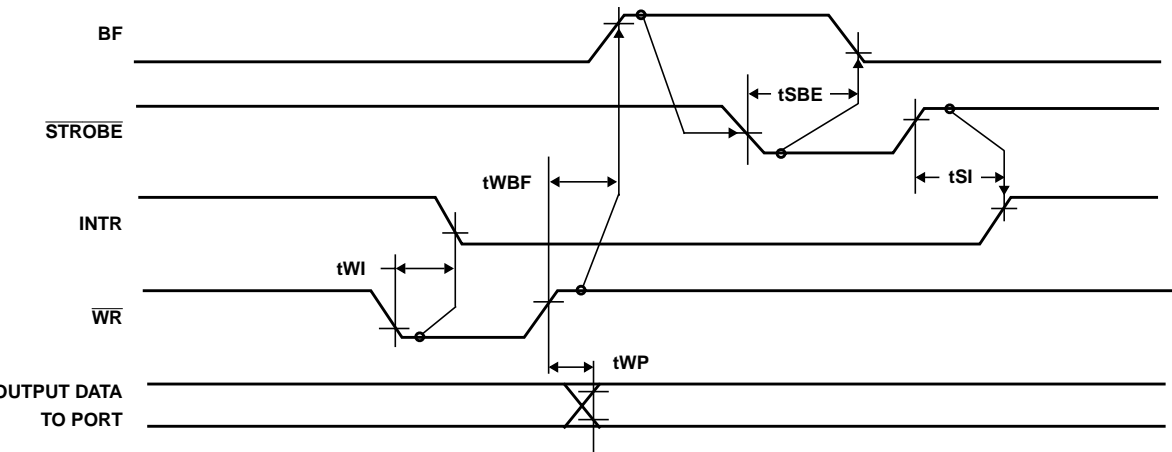 BF
tSBE
STROBE
tWBF
tSI
INTR
tWI
WR
tWP
OUTPUT DATA
TO PORT